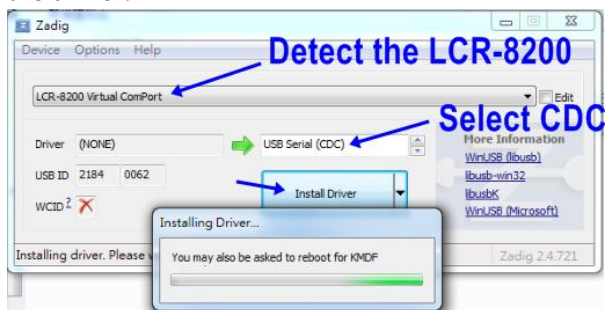 Zadig
Device Options Help
Detect the LCR-8200
LCR-8200 Virtual ComPort
Edit
Select CDC
Driver (NONE) USB Serial (CDC)
More Information
WinUSB (libusb)
USB ID 2184 0062
libusb-win32
Install Driver
libusbK
WCID ?
WinUSB (Microsoft)
Installing Driver...
You may also be asked to reboot for KMDF
Installing driver. Please
Zadig 2.4.721